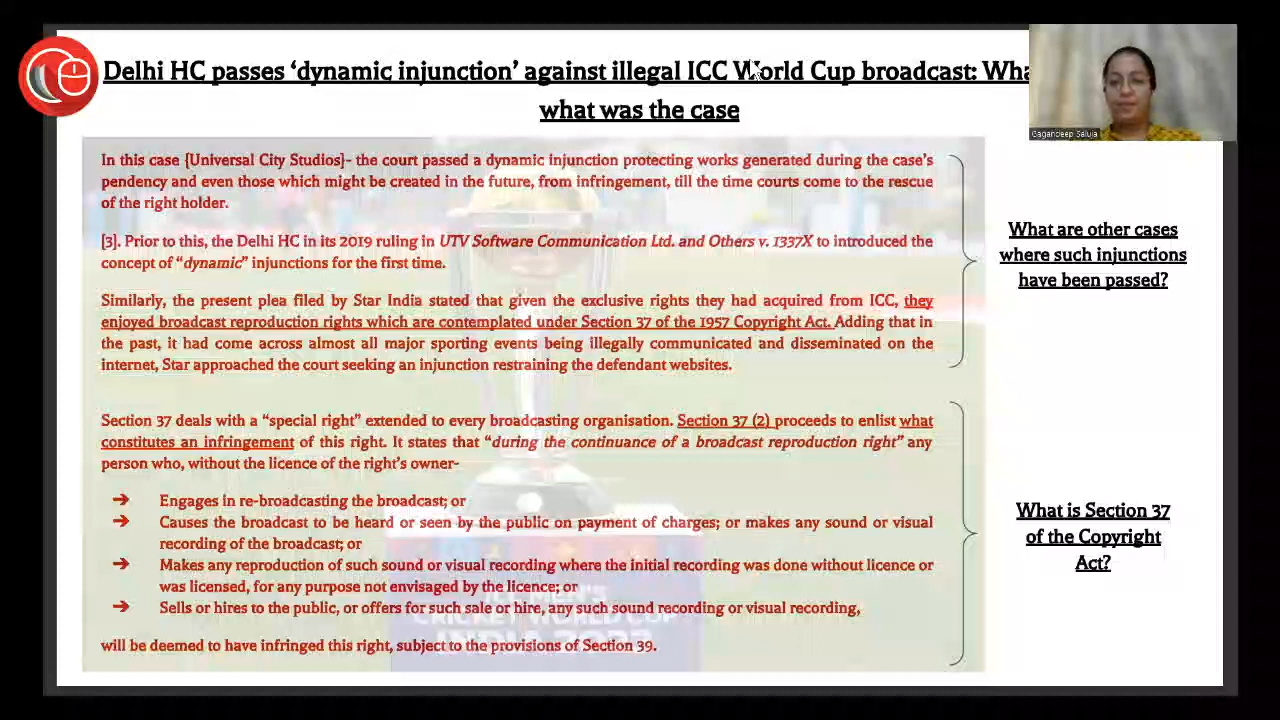 Delhi HC passes ‘dynamic injunction’ against illegal ICC World Cup broadcast:
what was the case
Gagandeep Saluja
In this case {Universal City Studios}- the court passed a dynamic injunction protecting works generated during the case’s
pendency and even those which might be created in the future, from infringement, till the time courts come to the rescue
of the right holder.
[3]. Prior to this, the Delhi HC in its 2019 ruling in UTV Software Communication Ltd. and Others v. 1337X to introduced the
concept of “dynamic” injunctions for the first time.
Similarly, the present plea filed by Star India stated that given the exclusive rights they had acquired from ICC, they
enjoyed broadcast reproduction rights which are contemplated under Section 37 of the 1957 Copyright Act. Adding that in
the past, it had come across almost all major sporting events being illegally communicated and disseminated on the
internet, Star approached the court seeking an injunction restraining the defendant websites.
What are other cases
where such injunctions
have been passed?
Section 37 deals with a “special right” extended to every broadcasting organisation. Section 37 (2) proceeds to enlist what
constitutes an infringement of this right. It states that “during the continuance of a broadcast reproduction right” any
person who, without the licence of the right’s owner-
➔ Engages in re-broadcasting the broadcast; or
➔ Causes the broadcast to be heard or seen by the public on payment of charges; or makes any sound or visual
recording of the broadcast; or
➔ Makes any reproduction of such sound or visual recording where the initial recording was done without licence or
was licensed, for any purpose not envisaged by the licence; or
➔ Sells or hires to the public, or offers for such sale or hire, any such sound recording or visual recording,
will be deemed to have infringed this right, subject to the provisions of Section 39.
What is Section 37
of the Copyright
Act?
ICC MEN'S
CRICKET WORLD CUP
INDIA 2023